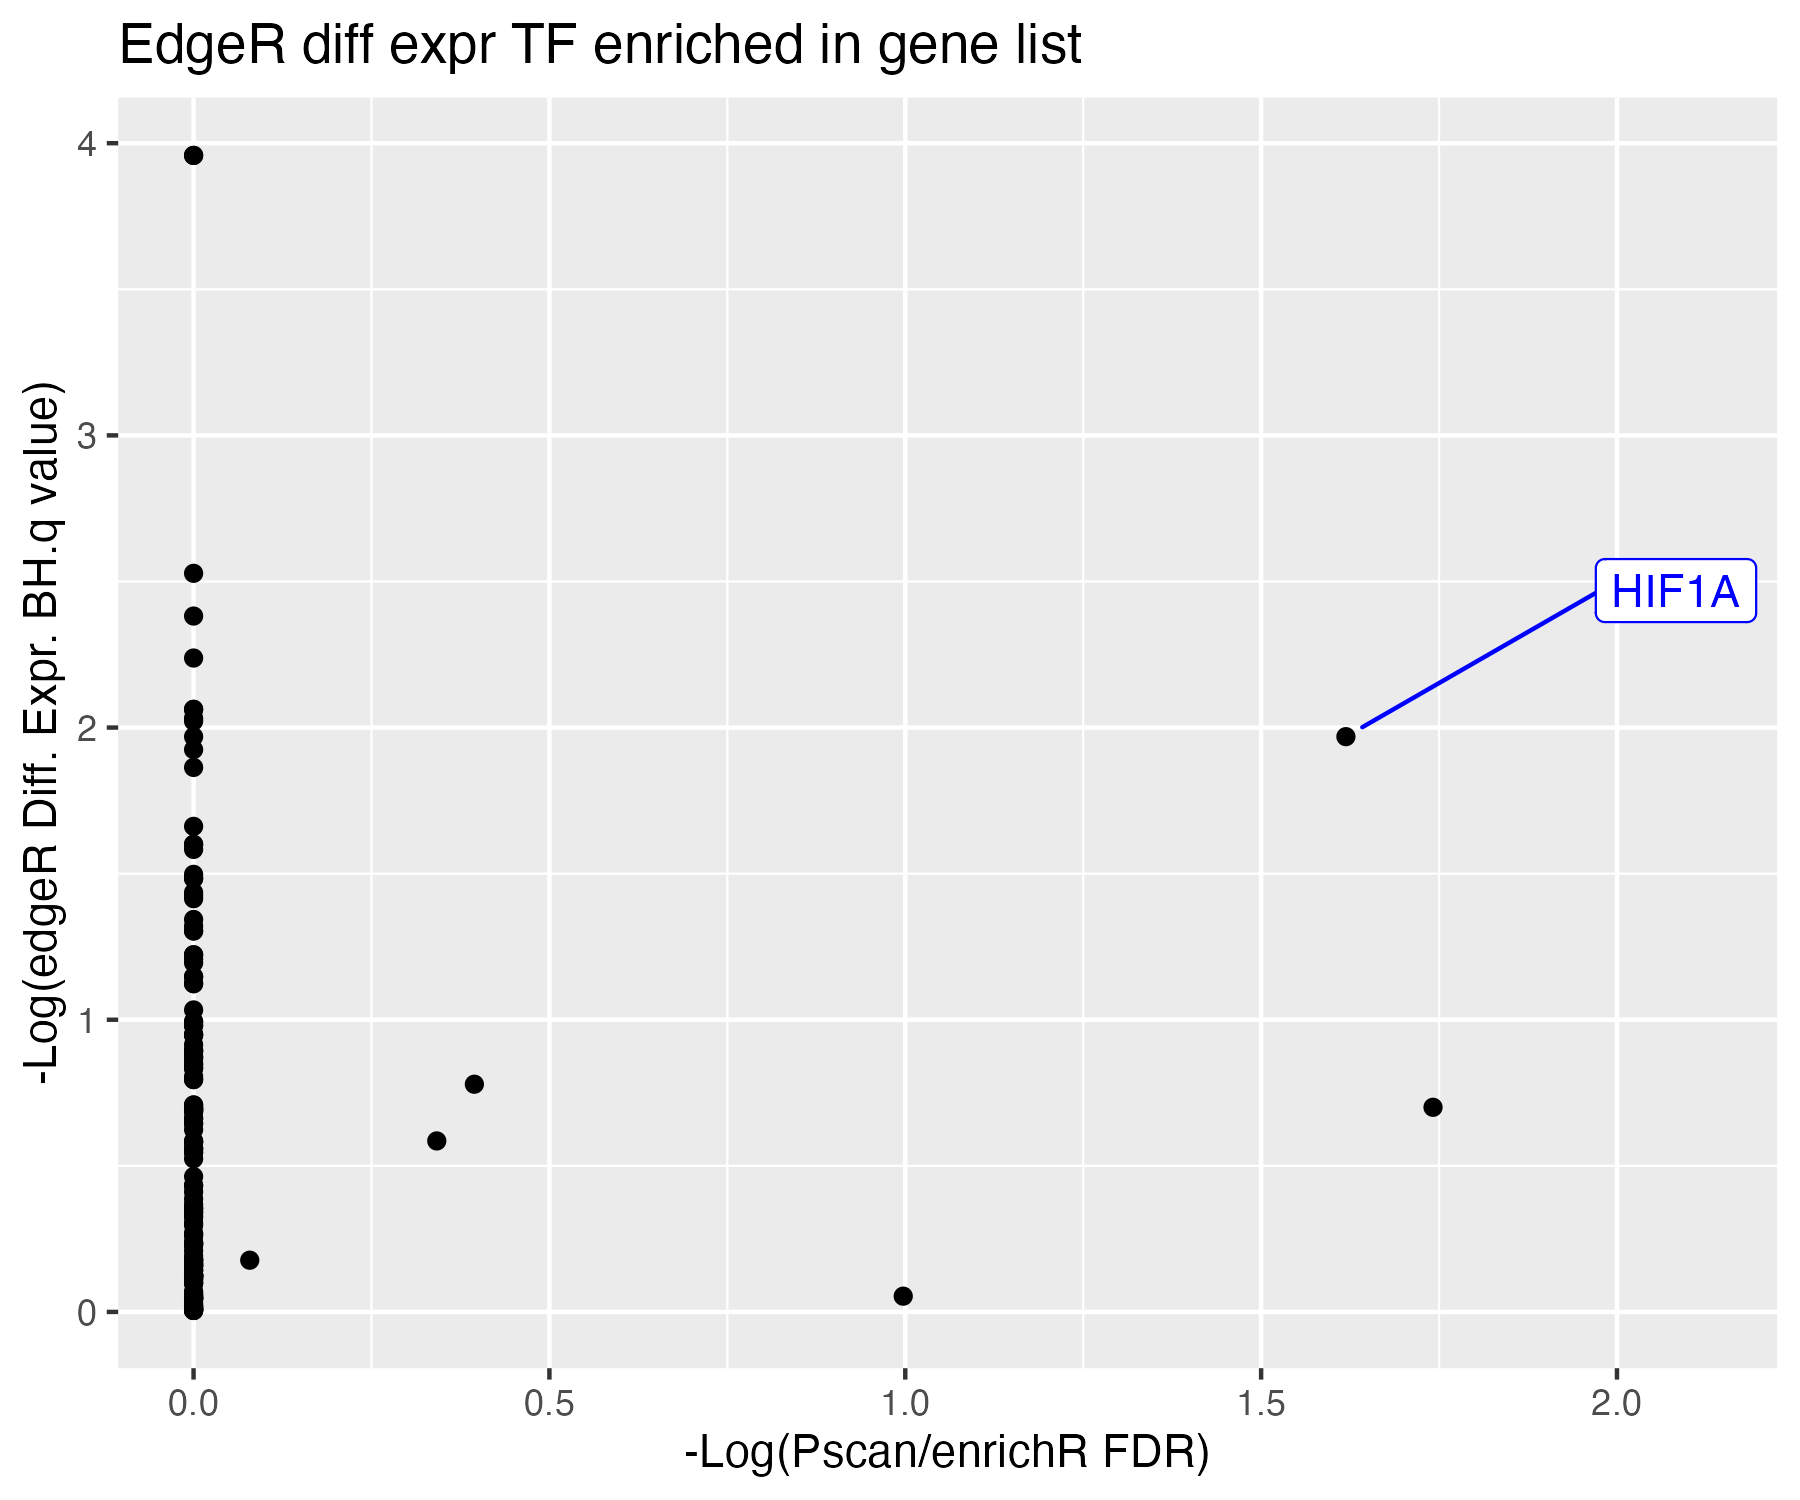 EdgeR diff expr TF enriched in gene list
-Log(edgeR Diff. Expr. BH.q value)
4
3
2
1
0
HIF1A
0.0 0.5 1.0 1.5 2.0
-Log(Pscan/enrichR FDR)